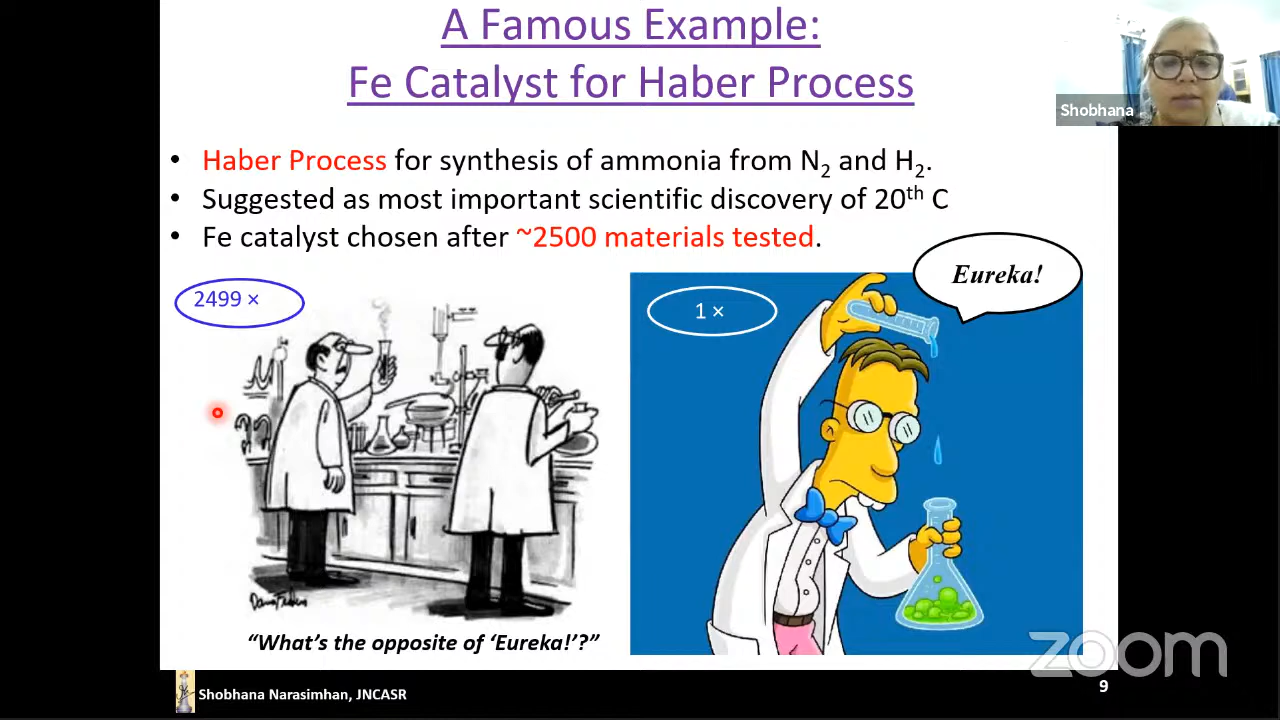 A Famous Example:
Fe Catalyst for Haber Process
Shobhana
• Haber Process for synthesis of ammonia from N₂ and H₂.
• Suggested as most important scientific discovery of 20ᵗʰ C
• Fe catalyst chosen after ~2500 materials tested.
Eureka!
2499 ×
1 ×
“What’s the opposite of ‘Eureka!’?”
zoom
Shobhana Narasimhan, JNCASR
9